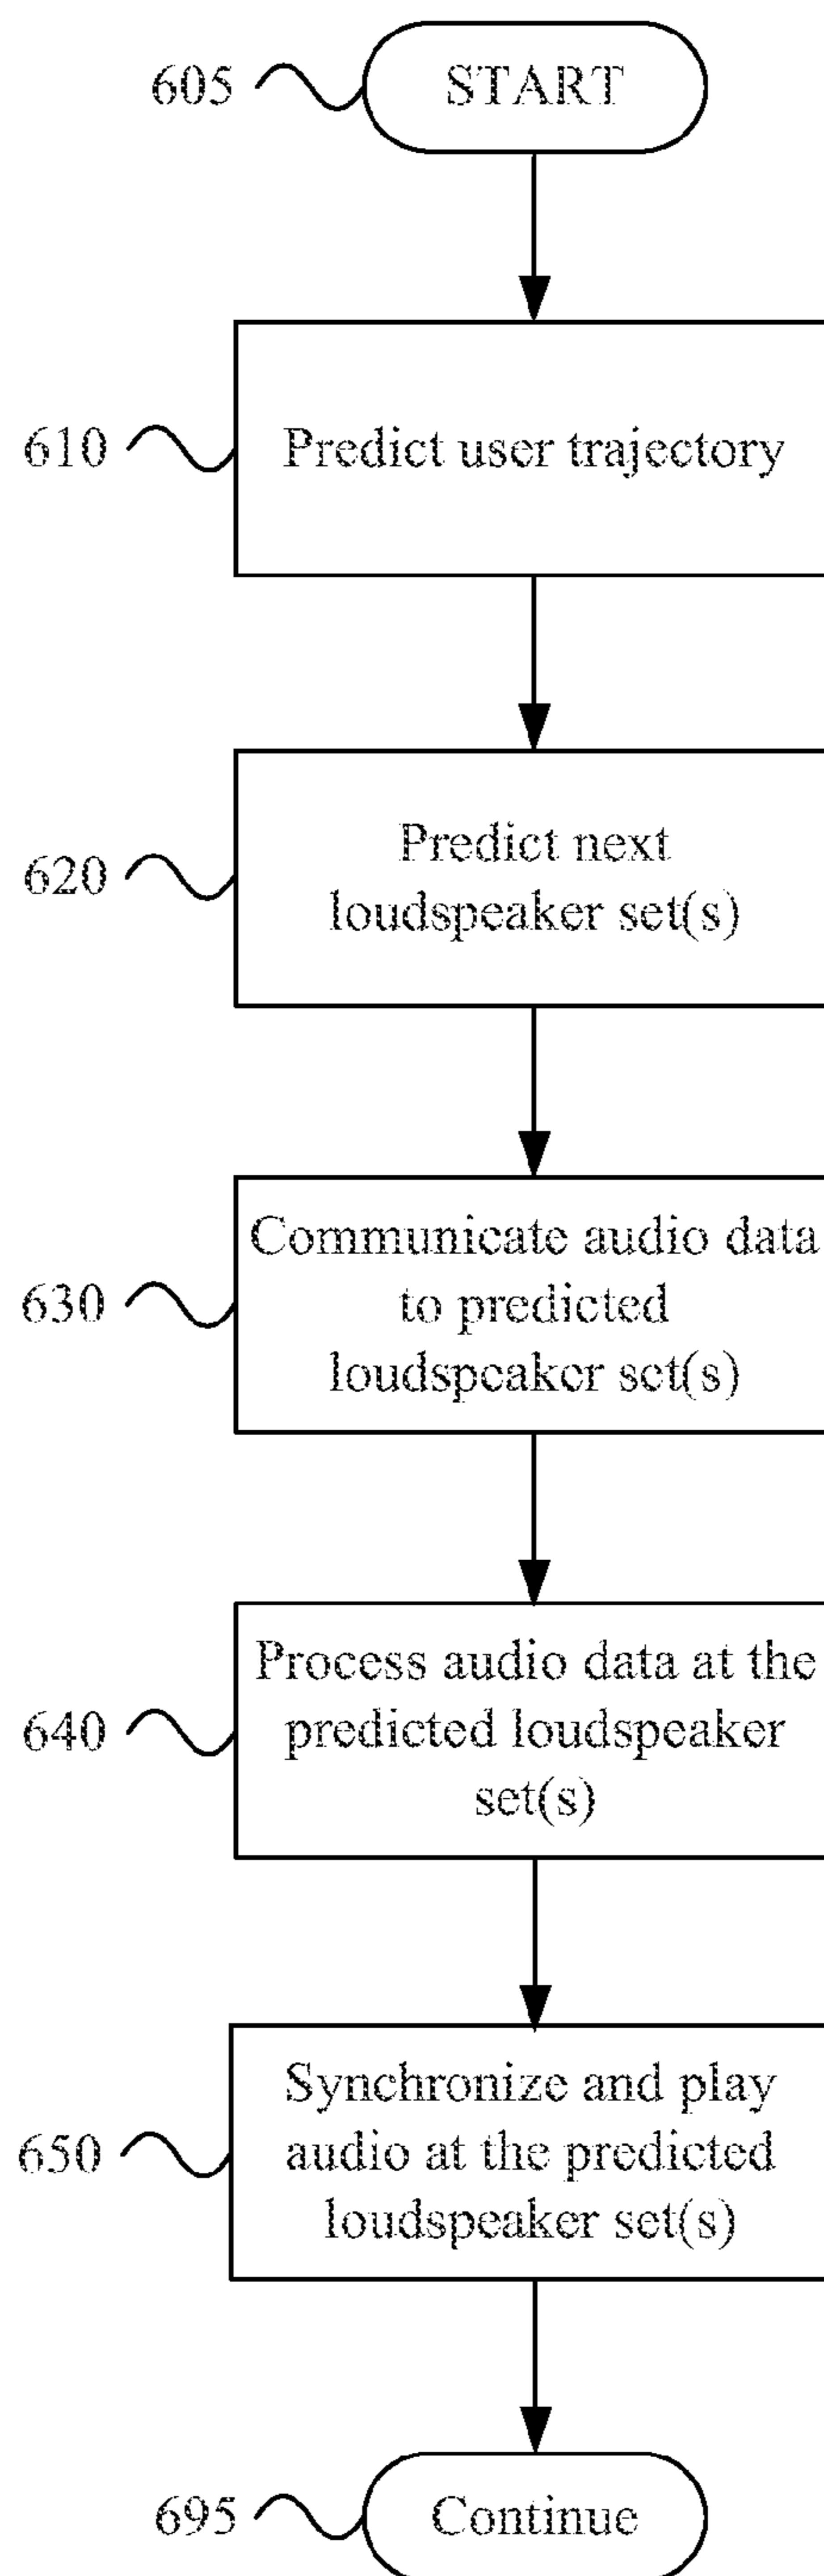 605
START
610
Predict user trajectory
620
Predict next
loudspeaker set(s)
630
Communicate audio data
to predicted
loudspeaker set(s)
640
Process audio data at the
predicted loudspeaker
set(s)
650
Synchronize and play
audio at the predicted
loudspeaker set(s)
695
Continue